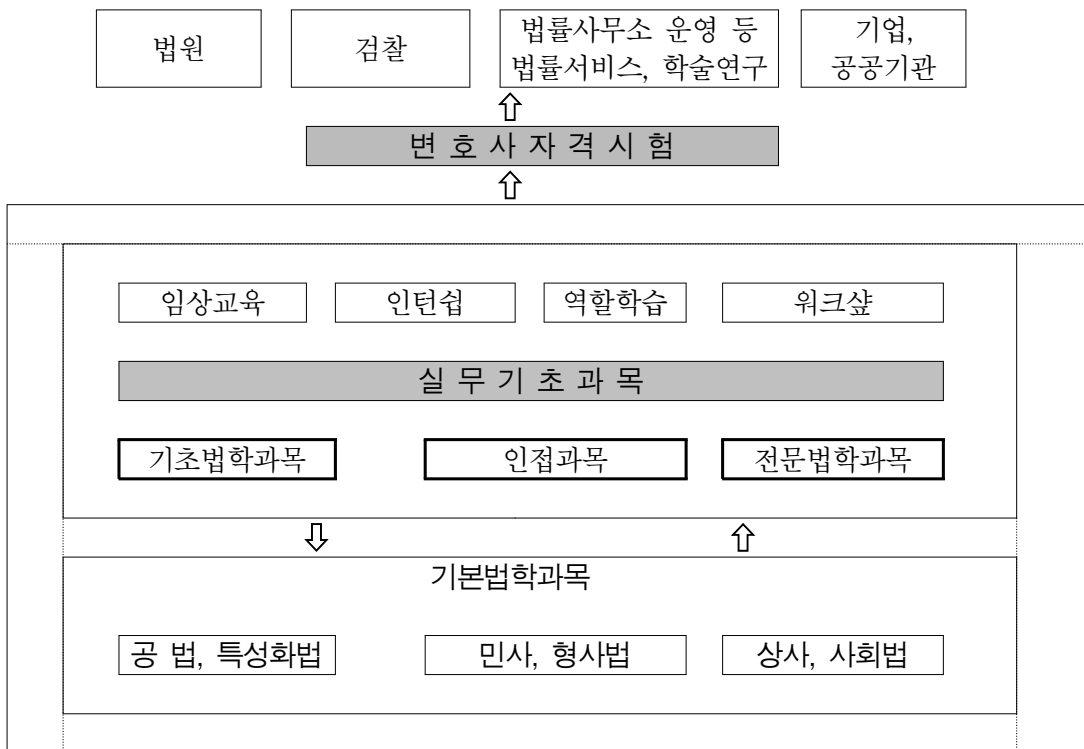 법원
검찰
법률사무소 운영 등
법률서비스, 학술연구
기업,
공공기관
변 호 사 자 격 시 험
임상교육
인턴쉽
역할학습
워크샾
실 무 기 초 과 목
기초법학과목
인접과목
전문법학과목
기본법학과목
공 법, 특성화법
민사, 형사법
상사, 사회법